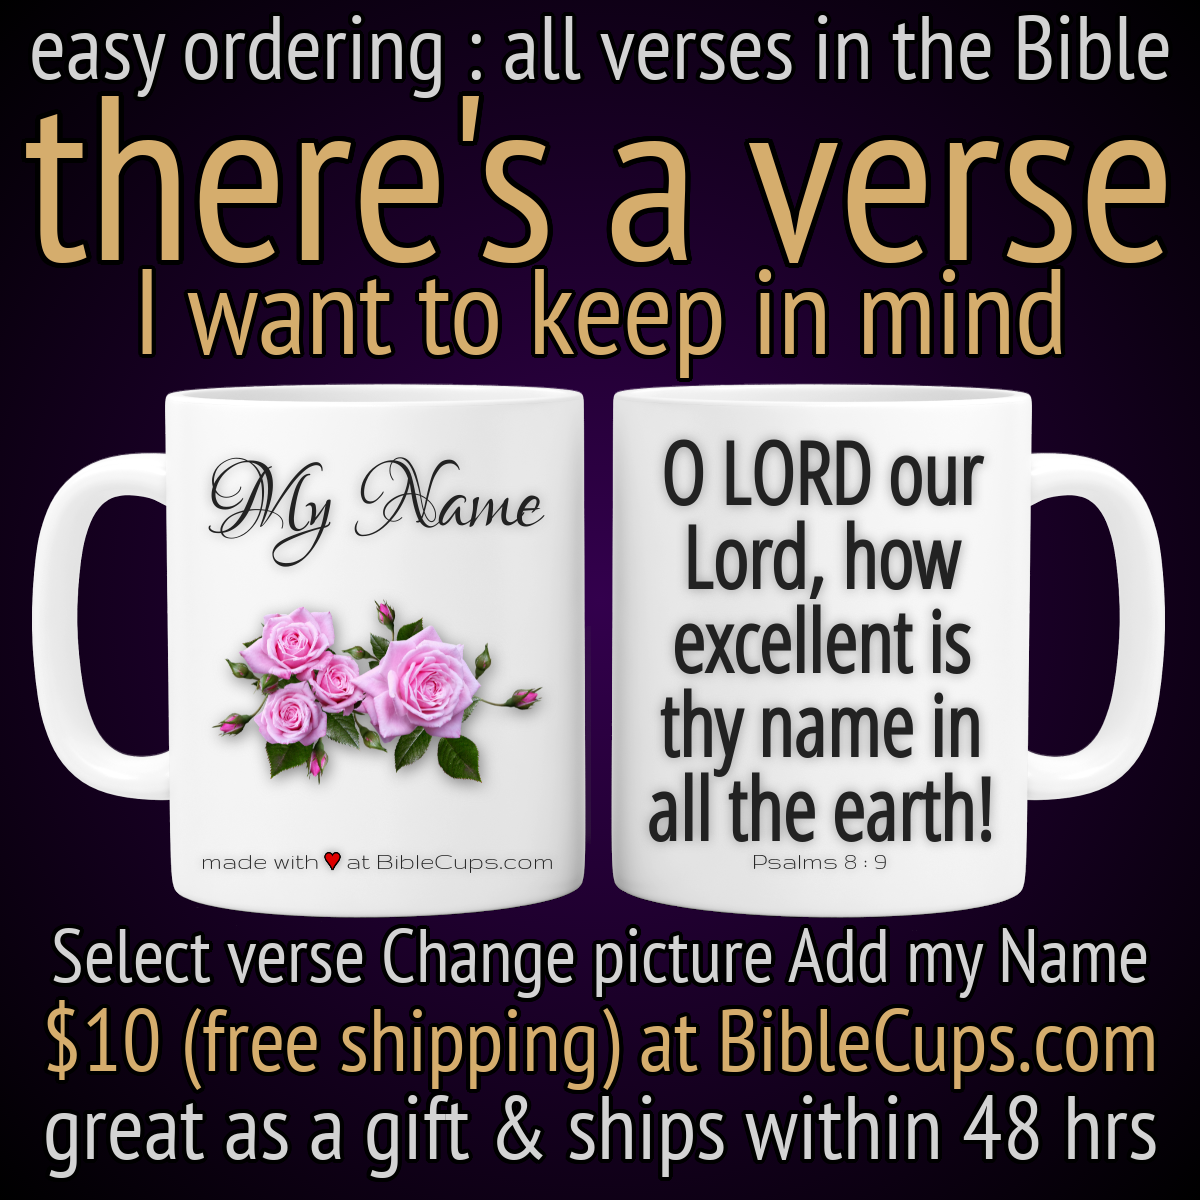 easy ordering : all verses in the Bible
there's a verse
I want to keep in mind
My Name
made with ❤ at BibleCups.com
O LORD our
Lord, how
excellent is
thy name in
all the earth!
Psalms 8 : 9
Select verse Change picture Add my Name
$10 (free shipping) at BibleCups.com
great as a gift & ships within 48 hrs